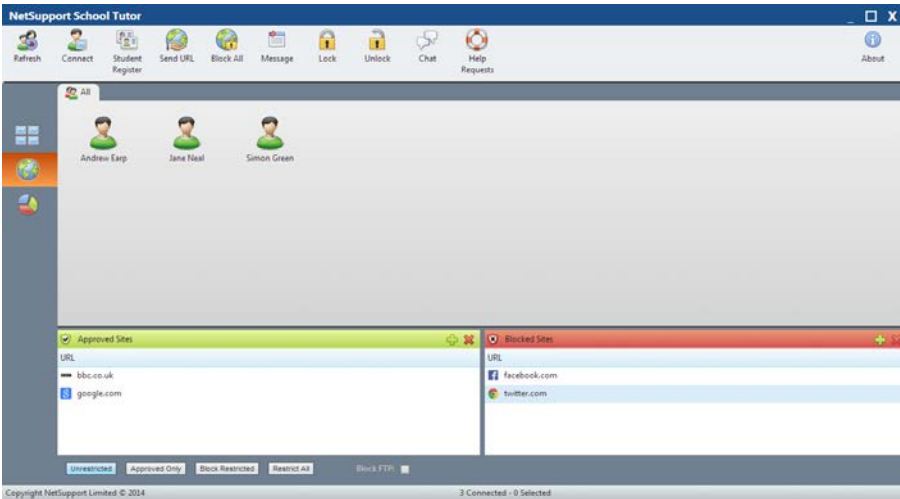 NetSupport School Tutor
Refresh
Connect
Student
Register
Send URL
Block All
Message
Lock
Unlock
Chat
Help
Requests
About
All
Andrew Earp
Jane Neal
Simon Green
Approved Sites
URL
bbc.co.uk
google.com
Blocked Sites
URL
facebook.com
twitter.com
Unrestricted
Approved Only
Block Restricted
Restrict All
Block FTP:
Copyright NetSupport Limited © 2014
3 Connected - 0 Selected